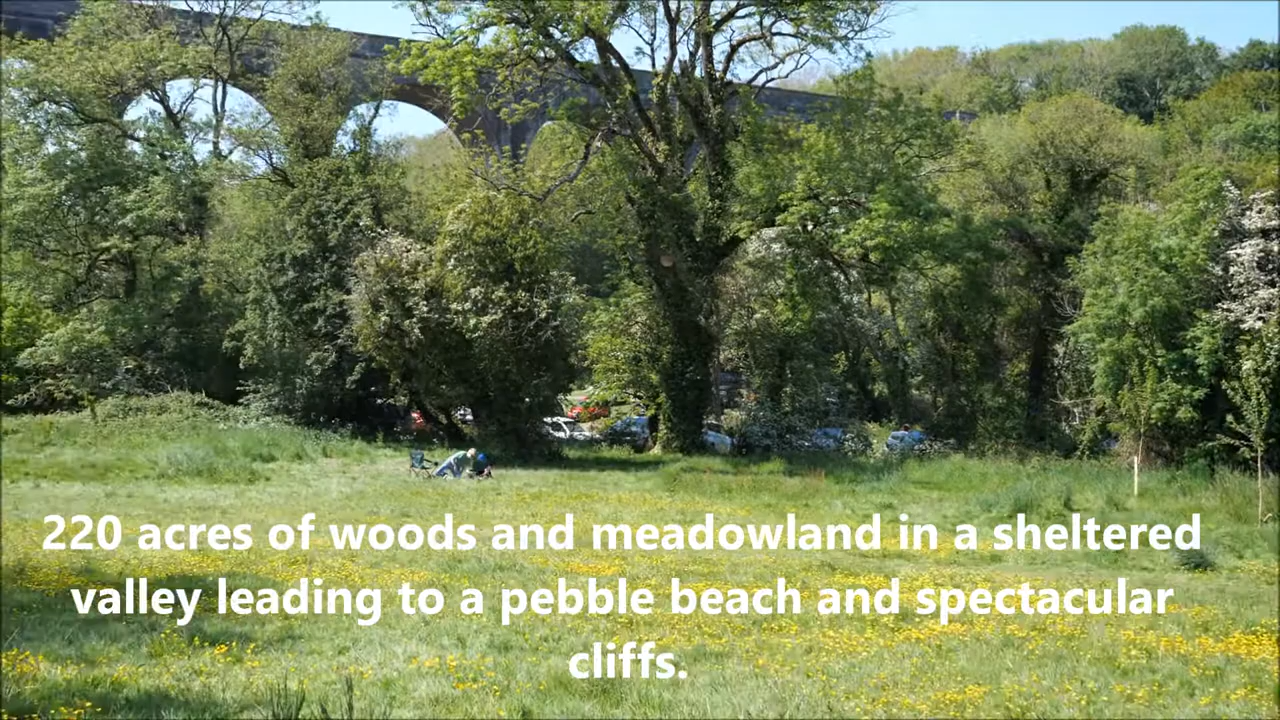 220 acres of woods and meadowland in a sheltered
valley leading to a pebble beach and spectacular
cliffs.